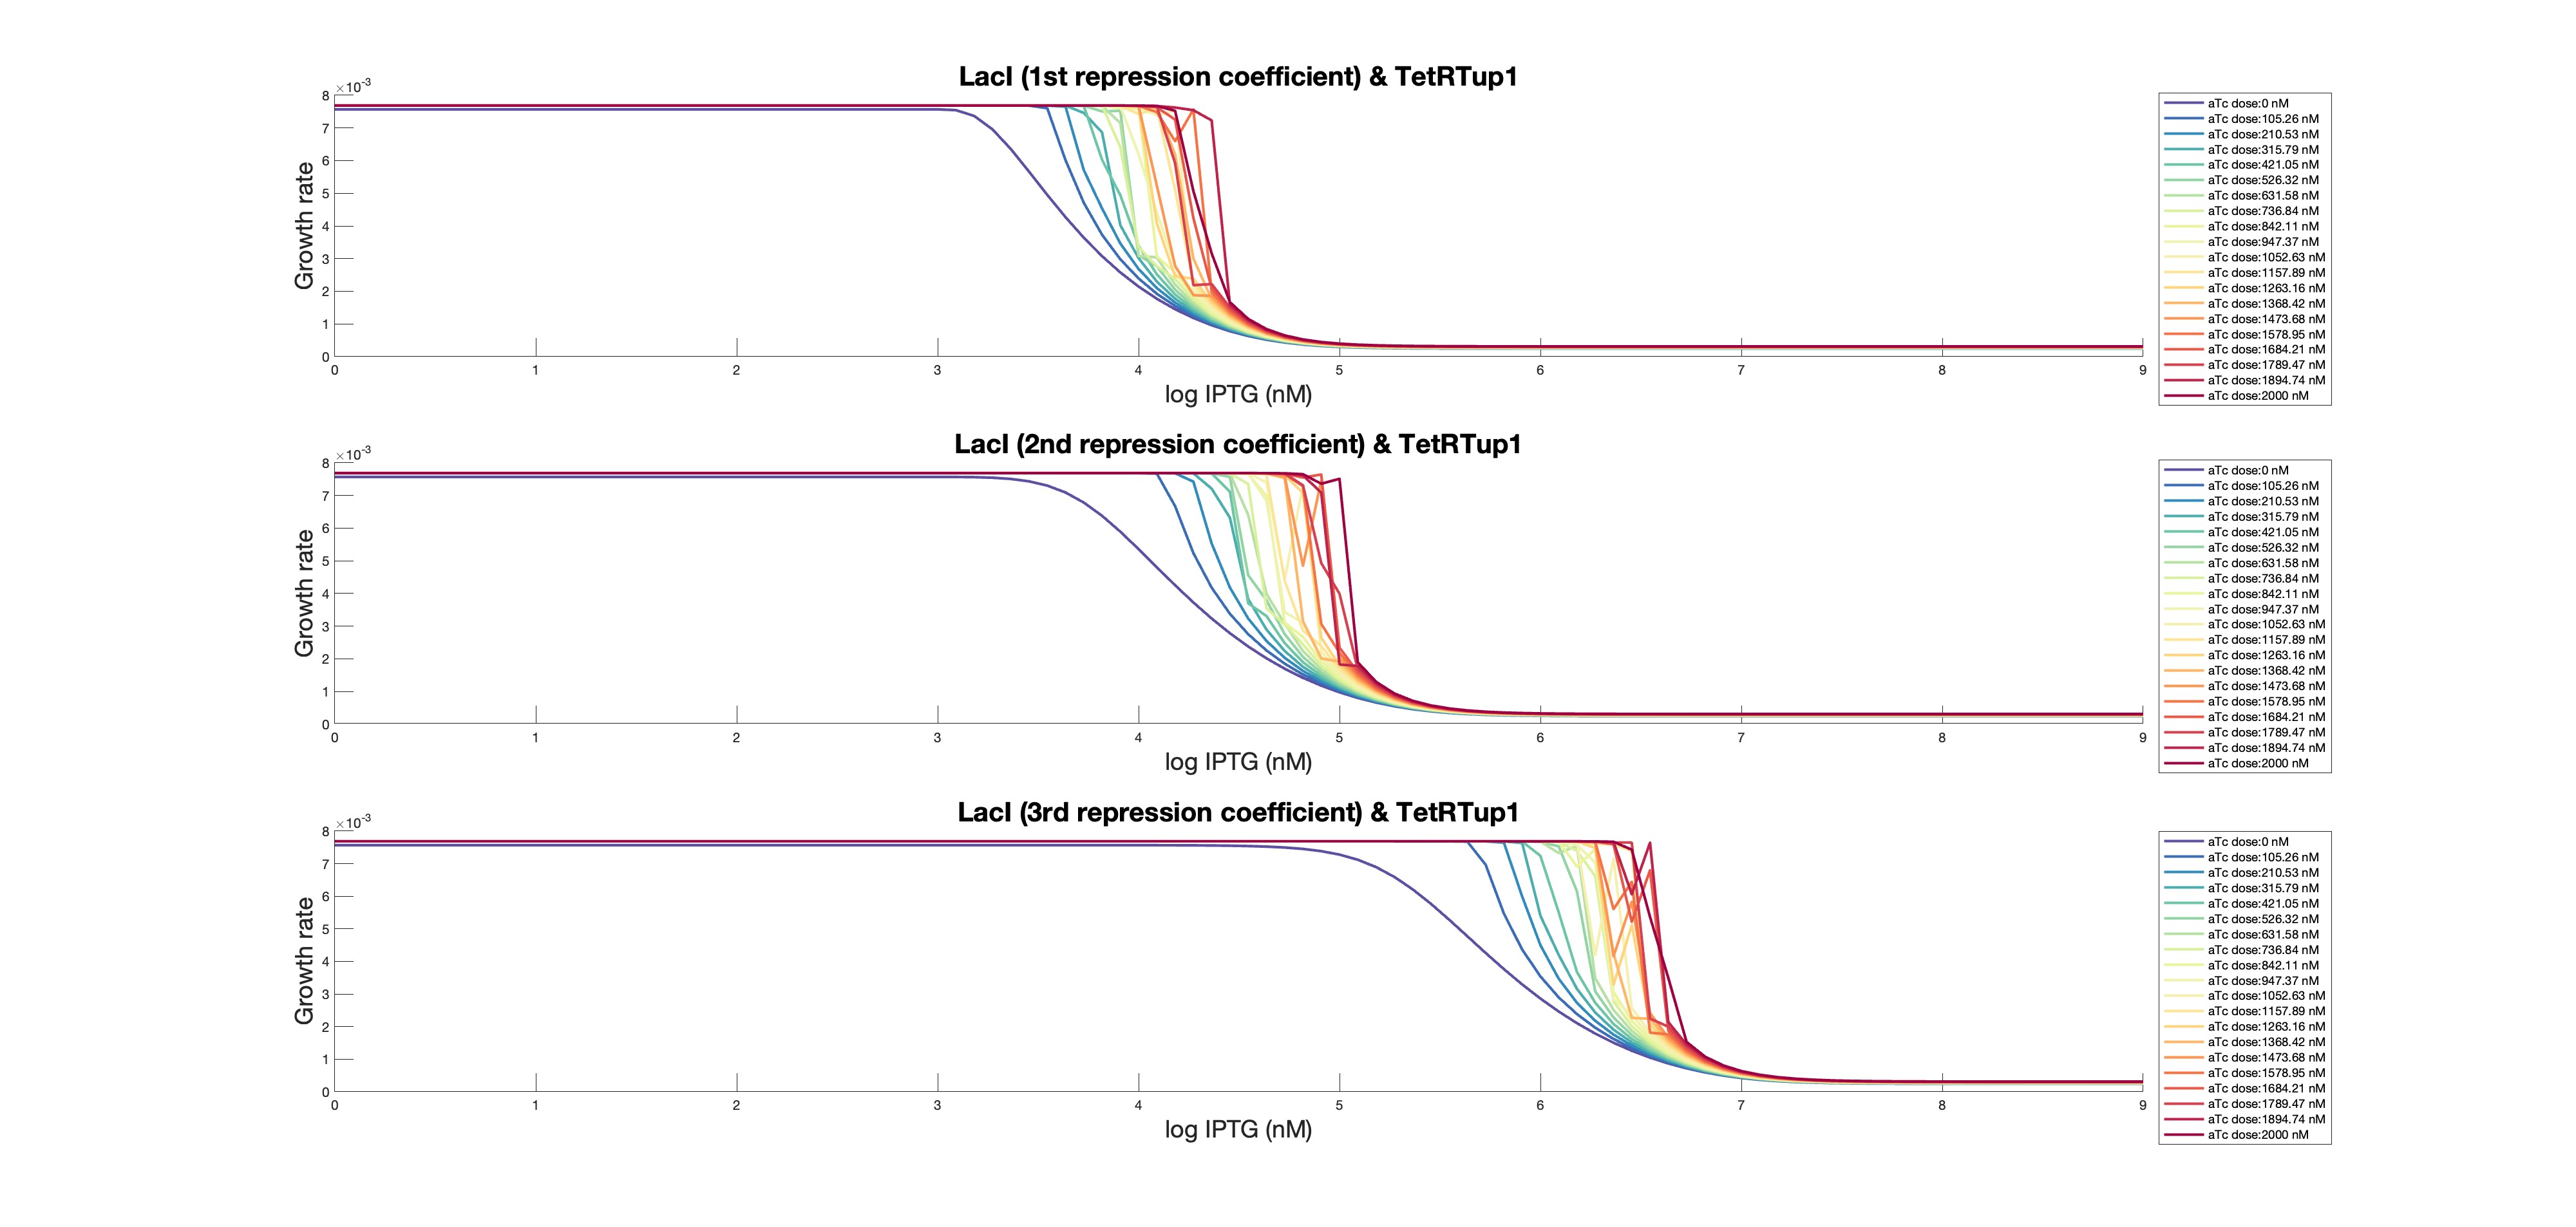 LacI (1st repression coefficient) & TetRTup1
×10-3
8
7
6
5
4
3
2
1
0
Growth rate
0 1 2 3 4 5 6 7 8 9
log IPTG (nM)
aTc dose:0 nM
aTc dose:105.26 nM
aTc dose:210.53 nM
aTc dose:315.79 nM
aTc dose:421.05 nM
aTc dose:526.32 nM
aTc dose:631.58 nM
aTc dose:736.84 nM
aTc dose:842.11 nM
aTc dose:947.37 nM
aTc dose:1052.63 nM
aTc dose:1157.89 nM
aTc dose:1263.16 nM
aTc dose:1368.42 nM
aTc dose:1473.68 nM
aTc dose:1578.95 nM
aTc dose:1684.21 nM
aTc dose:1789.47 nM
aTc dose:1894.74 nM
aTc dose:2000 nM
LacI (2nd repression coefficient) & TetRTup1
×10-3
8
7
6
5
4
3
2
1
0
Growth rate
0 1 2 3 4 5 6 7 8 9
log IPTG (nM)
aTc dose:0 nM
aTc dose:105.26 nM
aTc dose:210.53 nM
aTc dose:315.79 nM
aTc dose:421.05 nM
aTc dose:526.32 nM
aTc dose:631.58 nM
aTc dose:736.84 nM
aTc dose:842.11 nM
aTc dose:947.37 nM
aTc dose:1052.63 nM
aTc dose:1157.89 nM
aTc dose:1263.16 nM
aTc dose:1368.42 nM
aTc dose:1473.68 nM
aTc dose:1578.95 nM
aTc dose:1684.21 nM
aTc dose:1789.47 nM
aTc dose:1894.74 nM
aTc dose:2000 nM
LacI (3rd repression coefficient) & TetRTup1
×10-3
8
7
6
5
4
3
2
1
0
Growth rate
0 1 2 3 4 5 6 7 8 9
log IPTG (nM)
aTc dose:0 nM
aTc dose:105.26 nM
aTc dose:210.53 nM
aTc dose:315.79 nM
aTc dose:421.05 nM
aTc dose:526.32 nM
aTc dose:631.58 nM
aTc dose:736.84 nM
aTc dose:842.11 nM
aTc dose:947.37 nM
aTc dose:1052.63 nM
aTc dose:1157.89 nM
aTc dose:1263.16 nM
aTc dose:1368.42 nM
aTc dose:1473.68 nM
aTc dose:1578.95 nM
aTc dose:1684.21 nM
aTc dose:1789.47 nM
aTc dose:1894.74 nM
aTc dose:2000 nM